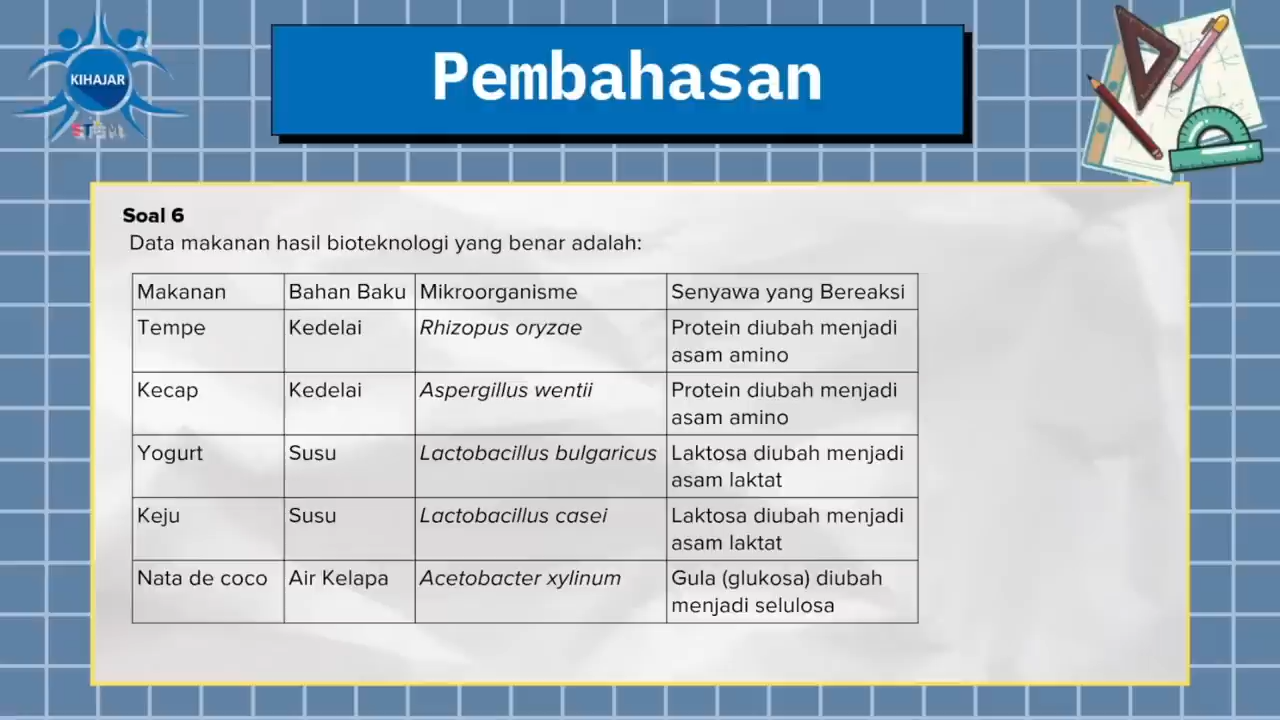 KIHAJAR
STEM
Pembahasan
Soal 6
Data makanan hasil bioteknologi yang benar adalah:
Makanan Bahan Baku Mikroorganisme Senyawa yang Bereaksi
Tempe Kedelai Rhizopus oryzae Protein diubah menjadi
asam amino
Kecap Kedelai Aspergillus wentii Protein diubah menjadi
asam amino
Yogurt Susu Lactobacillus bulgaricus Laktosa diubah menjadi
asam laktat
Keju Susu Lactobacillus casei Laktosa diubah menjadi
asam laktat
Nata de coco Air Kelapa Acetobacter xylinum Gula (glukosa) diubah
menjadi selulosa